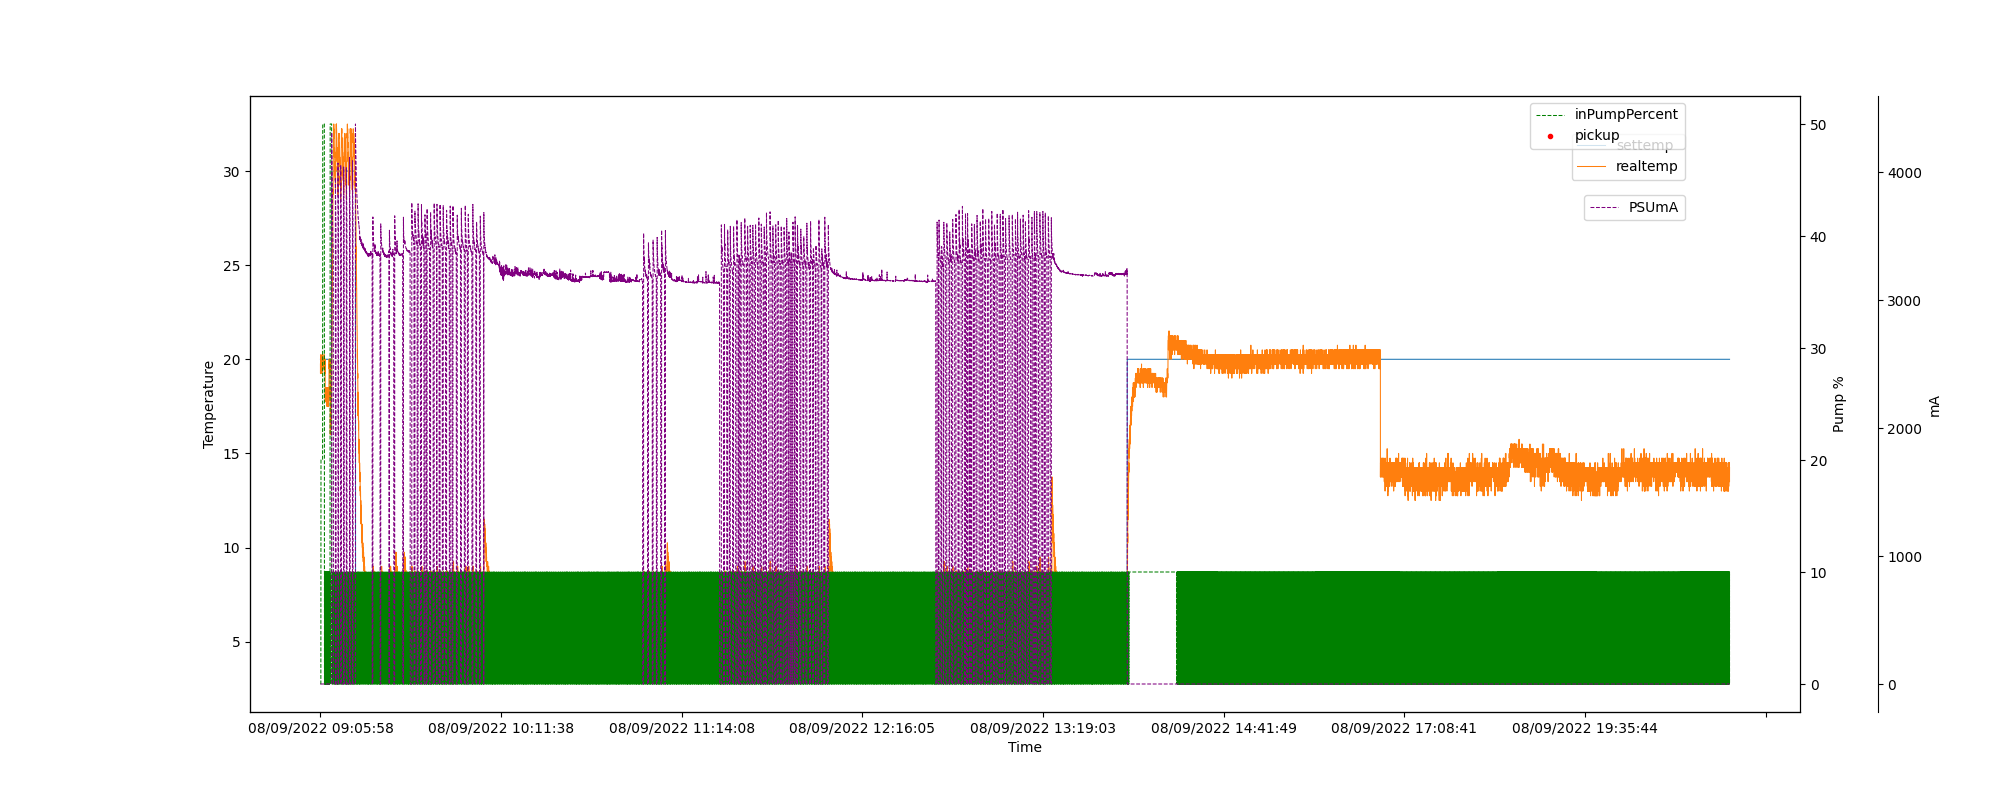 inPumpPercent
pickup
settemp
realtemp
PSUmA
Temperature
30
25
20
15
10
5
50
40
30
20
10
0
Pump %
4000
3000
2000
1000
0
mA
08/09/2022 09:05:58
08/09/2022 10:11:38
08/09/2022 11:14:08
08/09/2022 12:16:05
08/09/2022 13:19:03
08/09/2022 14:41:49
08/09/2022 17:08:41
08/09/2022 19:35:44
Time